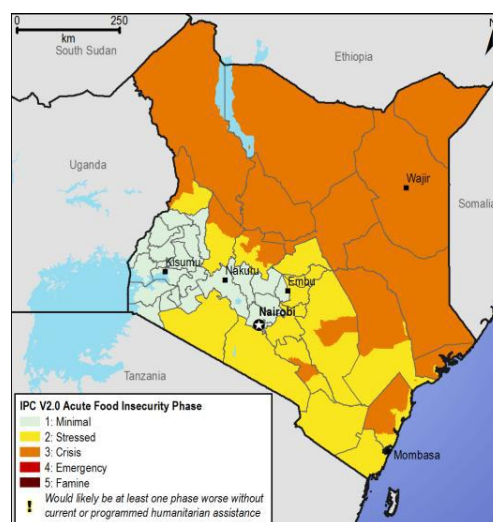 0 250
km
N
South Sudan
Ethiopia
Uganda
Wajir
Somalia
Kisumu
Nakuru
Embu
Nairobi
Tanzania
Mombasa
IPC V2.0 Acute Food Insecurity Phase
1: Minimal
2: Stressed
3: Crisis
4: Emergency
5: Famine
! Would likely be at least one phase worse without
current or programmed humanitarian assistance